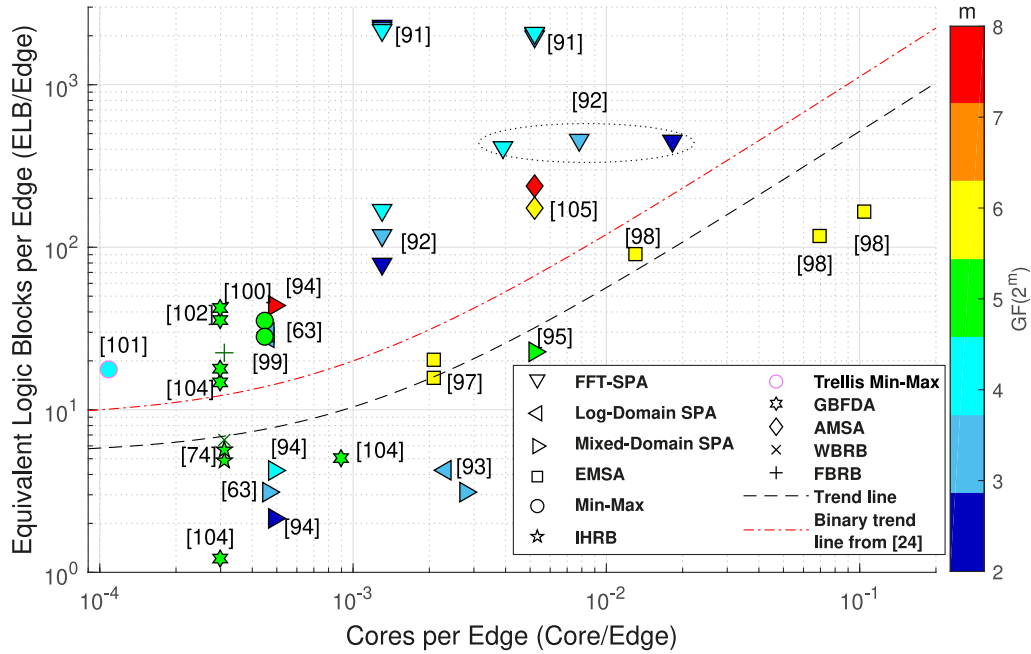 m
[91]
[91]
8
10^3
[92]
7
[105]
6
10^2
[92]
[98]
[98]
[98]
[100]
[94]
[102]
[63]
5
GF(2^m)
[101]
[99]
[95]
[97]
[104]
10^1
4
[74]
[94]
[104]
[93]
[63]
3
[94]
[104]
10^0
2
FFT-SPA
Log-Domain SPA
Mixed-Domain SPA
EMSA
Min-Max
IHRB
Trellis Min-Max
GBFDA
AMSA
WBRB
FBRB
Trend line
Binary trend
line from [24]
10^-4
10^-3
10^-2
10^-1
Cores per Edge (Core/Edge)
Equivalent Logic Blocks per Edge (ELB/Edge)